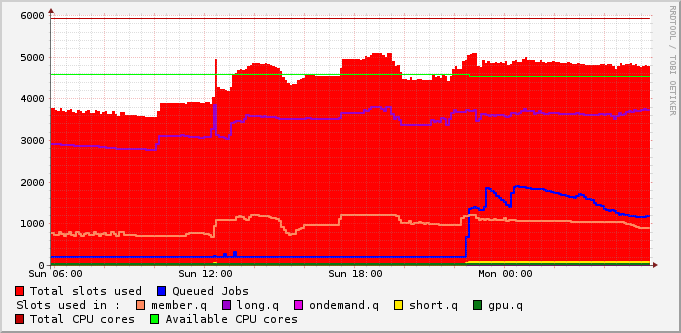 RRDTOOL / TOBI OETIKER
6000
5000
4000
3000
2000
1000
0
Sun 06:00 Sun 12:00 Sun 18:00 Mon 00:00
Total slots used Queued Jobs
Slots used in : member.q long.q ondemand.q short.q gpu.q
Total CPU cores Available CPU cores